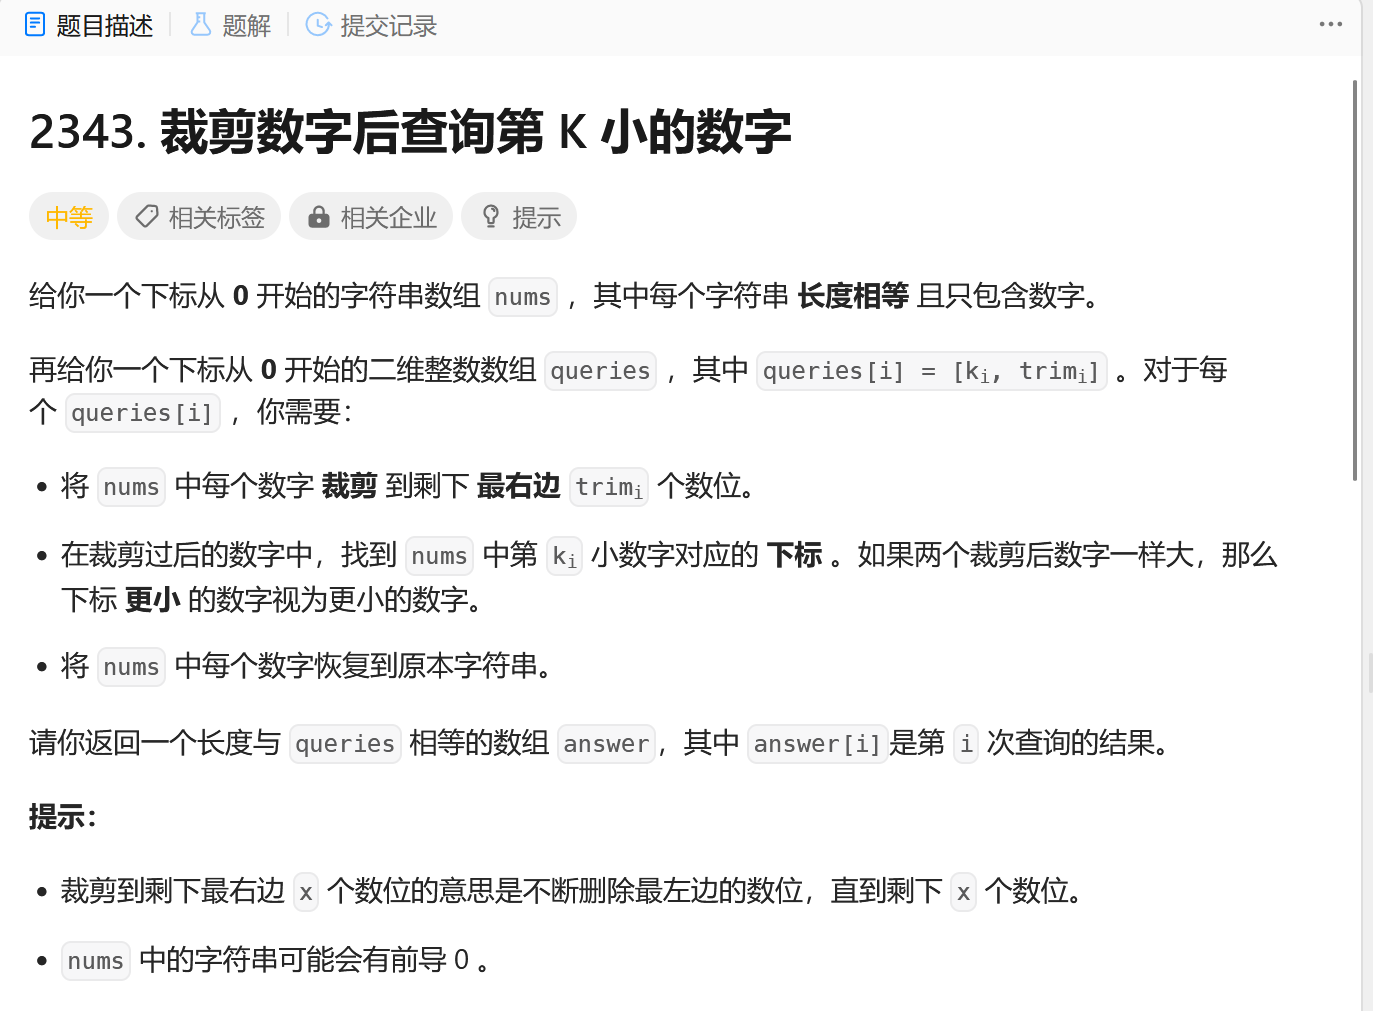 题目描述 题解 提交记录
2343. 裁剪数字后查询第 K 小的数字
中等 相关标签 相关企业 提示
给你一个下标从 0 开始的字符串数组 nums ，其中每个字符串 长度相等 且只包含数字。
再给你一个下标从 0 开始的二维整数数组 queries ，其中 queries[i] = [kᵢ, trimᵢ] 。对于每
个 queries[i] ，你需要：
• 将 nums 中每个数字 裁剪 到剩下 最右边 trimᵢ 个数位。
• 在裁剪过后的数字中，找到 nums 中第 kᵢ 小数字对应的 下标 。如果两个裁剪后数字一样大，那么
下标 更小 的数字视为更小的数字。
• 将 nums 中每个数字恢复到原本字符串。
请你返回一个长度与 queries 相等的数组 answer，其中 answer[i]是第 i 次查询的结果。
提示：
• 裁剪到剩下最右边 x 个数位的意思是不断删除最左边的数位，直到剩下 x 个数位。
• nums 中的字符串可能会有前导 0 。